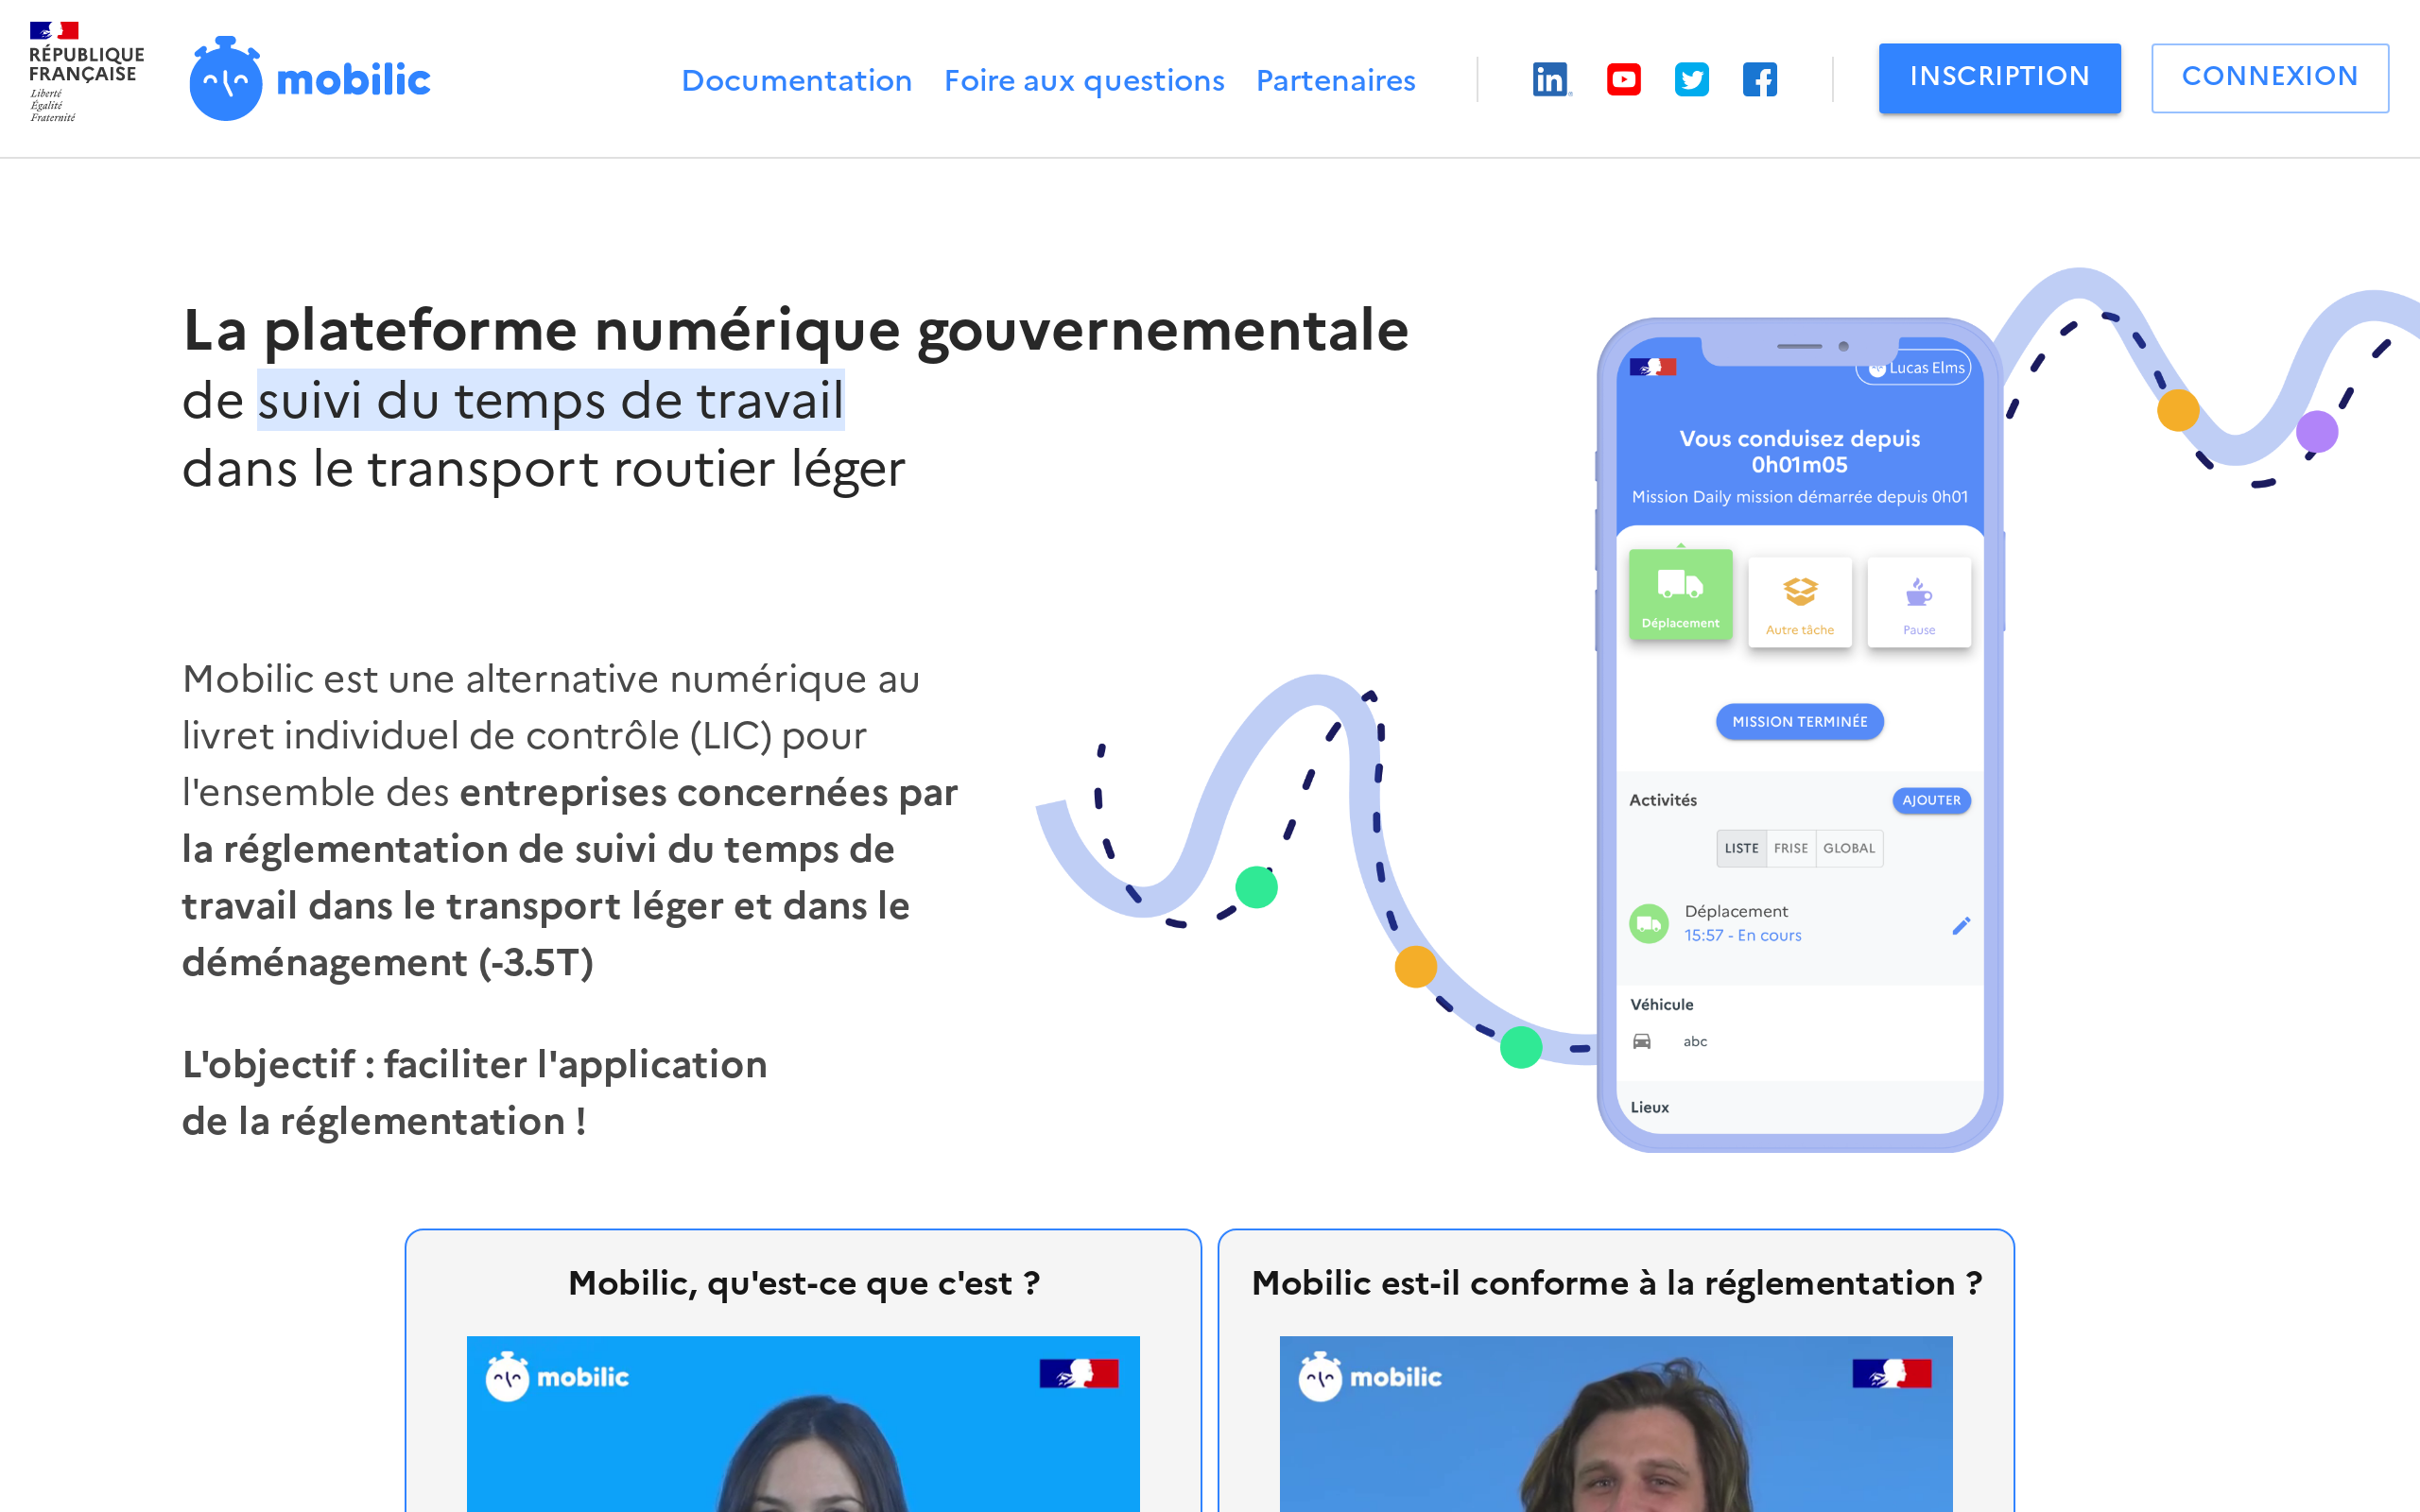 RÉPUBLIQUE
FRANÇAISE
Liberté
Égalité
Fraternité
mobilic
Documentation Foire aux questions Partenaires
INSCRIPTION
CONNEXION
La plateforme numérique gouvernementale
de suivi du temps de travail
dans le transport routier léger
Mobilic est une alternative numérique au
livret individuel de contrôle (LIC) pour
l'ensemble des entreprises concernées par
la réglementation de suivi du temps de
travail dans le transport léger et dans le
déménagement (-3.5T)
L'objectif : faciliter l'application
de la réglementation !
Lucas Elms
Vous conduisez depuis
0h01m05
Mission Daily mission démarrée depuis 0h01
Déplacement
Autre tâche
Pause
MISSION TERMINÉE
Activités
AJOUTER
LISTE FRISE GLOBAL
Déplacement
15:57 - En cours
Véhicule
abc
Lieux
Mobilic, qu'est-ce que c'est ?
mobilic
Mobilic est-il conforme à la réglementation ?
mobilic